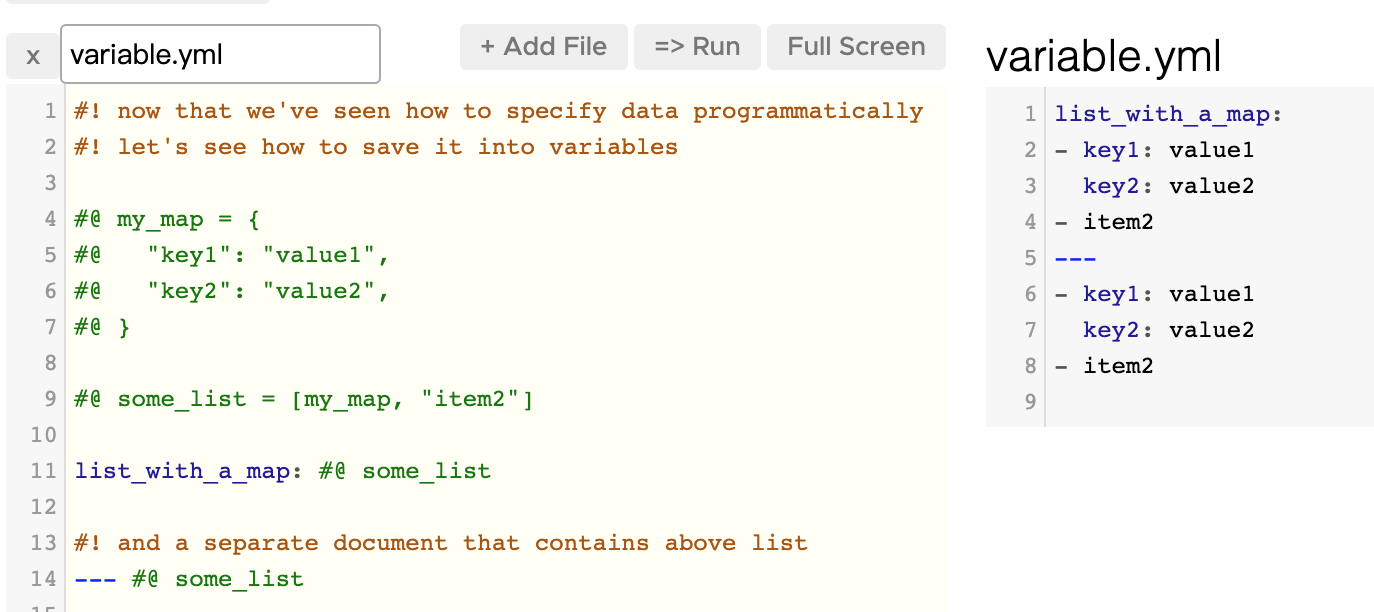 x
variable.yml
+ Add File
=> Run
Full Screen
1 #! now that we've seen how to specify data programmatically
2 #! let's see how to save it into variables
3
4 #@ my_map = {
5 #@   "key1": "value1",
6 #@   "key2": "value2",
7 #@ }
8
9 #@ some_list = [my_map, "item2"]
10
11 list_with_a_map: #@ some_list
12
13 #! and a separate document that contains above list
14 --- #@ some_list
15
variable.yml
1 list_with_a_map:
2 - key1: value1
3   key2: value2
4 - item2
5 ---
6 - key1: value1
7   key2: value2
8 - item2
9